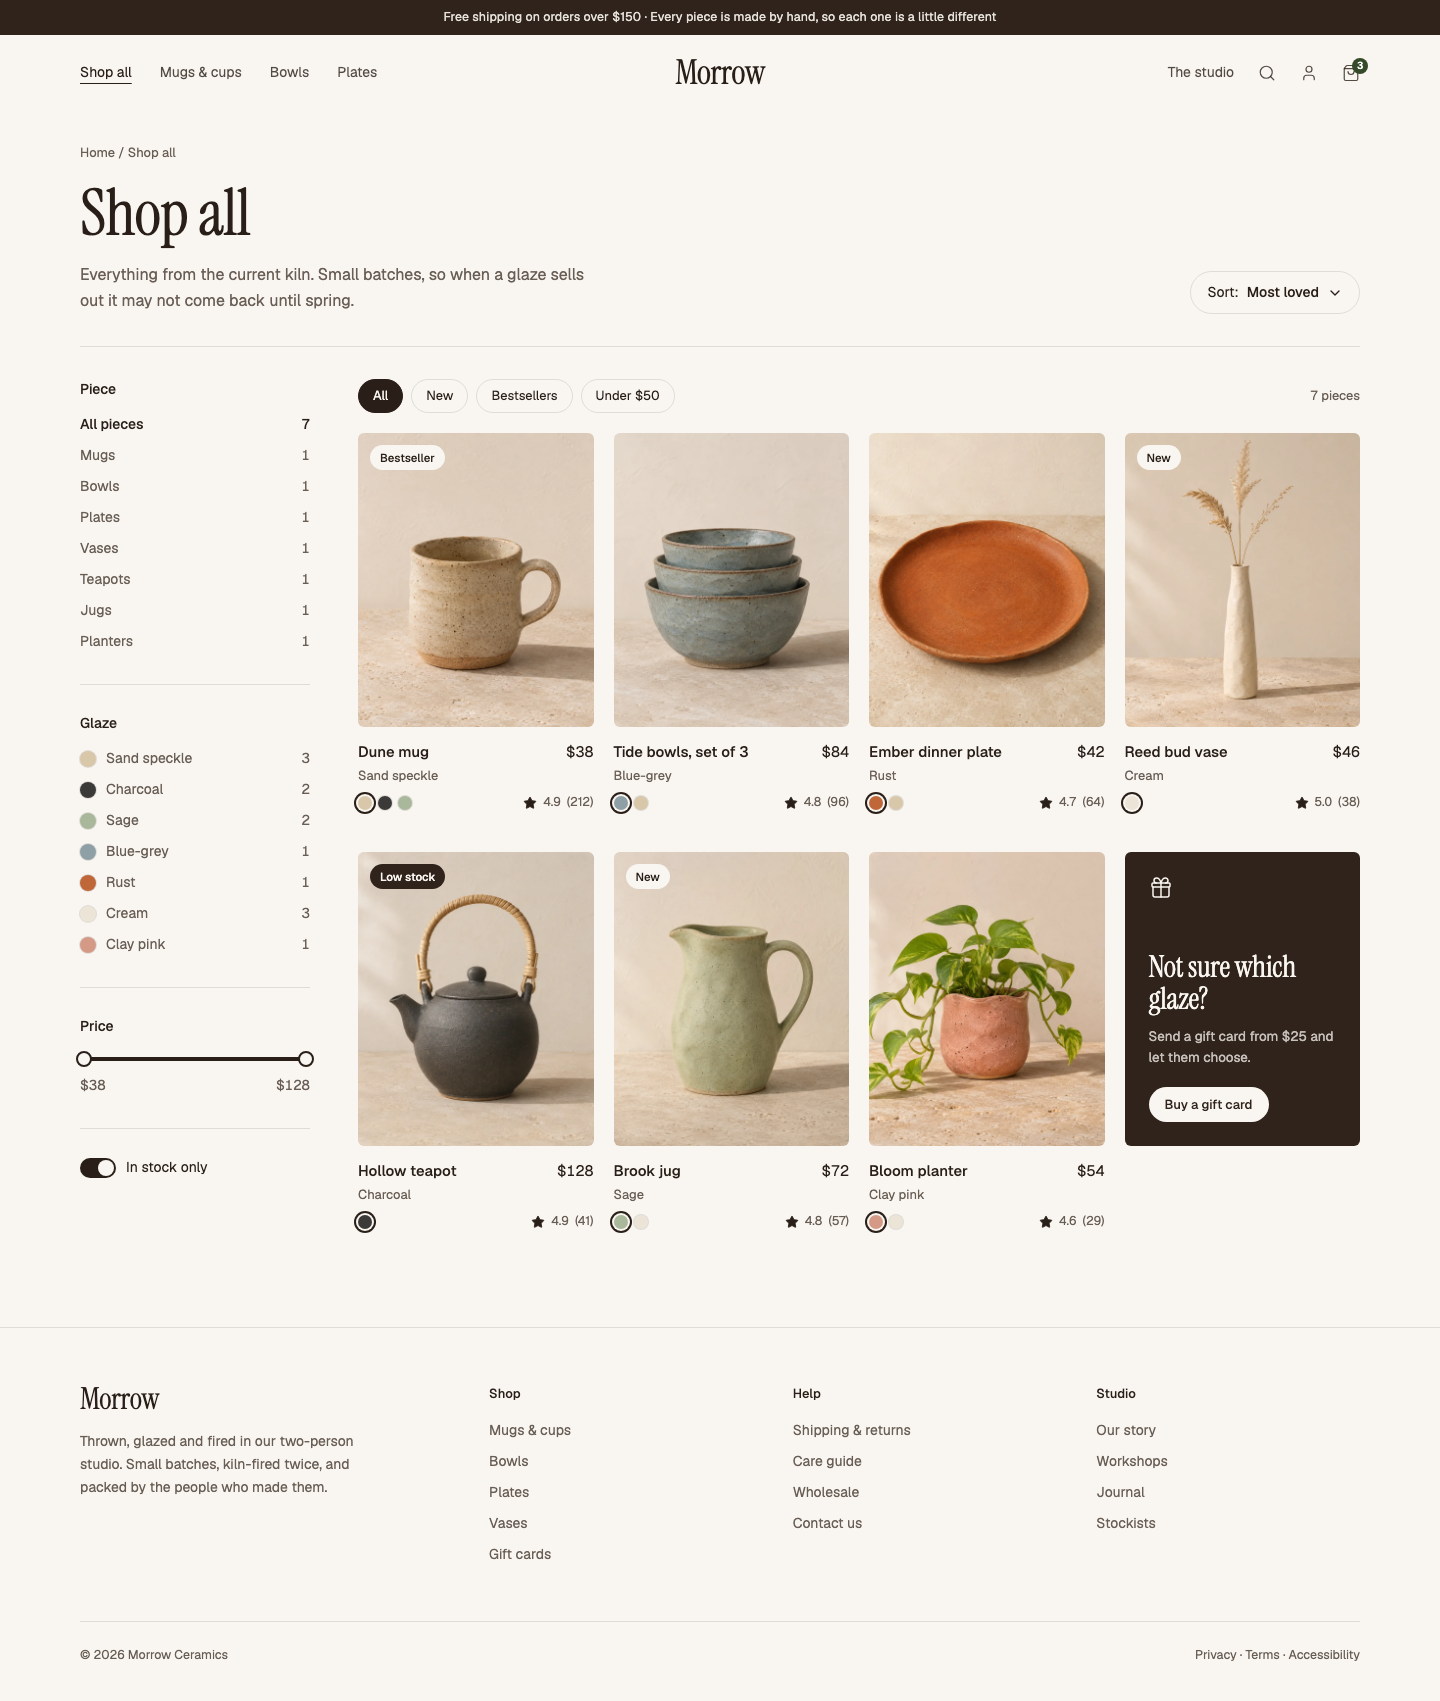 Free shipping on orders over $150 · Every piece is made by hand, so each one is a little different
Shop all
Mugs & cups
Bowls
Plates
Morrow
The studio
3
Home / Shop all
Shop all
Everything from the current kiln. Small batches, so when a glaze sells
out it may not come back until spring.
Sort: Most loved
Piece
All pieces 7
Mugs 1
Bowls 1
Plates 1
Vases 1
Teapots 1
Jugs 1
Planters 1
Glaze
Sand speckle 3
Charcoal 2
Sage 2
Blue-grey 1
Rust 1
Cream 3
Clay pink 1
Price
$38 $128
In stock only
All
New
Bestsellers
Under $50
7 pieces
Bestseller
Dune mug $38
Sand speckle
4.9 (212)
Tide bowls, set of 3 $84
Blue-grey
4.8 (96)
Ember dinner plate $42
Rust
4.7 (64)
New
Reed bud vase $46
Cream
5.0 (38)
Low stock
Hollow teapot $128
Charcoal
4.9 (41)
New
Brook jug $72
Sage
4.8 (57)
Bloom planter $54
Clay pink
4.6 (29)
Not sure which
glaze?
Send a gift card from $25 and
let them choose.
Buy a gift card
Morrow
Thrown, glazed and fired in our two-person
studio. Small batches, kiln-fired twice, and
packed by the people who made them.
Shop
Mugs & cups
Bowls
Plates
Vases
Gift cards
Help
Shipping & returns
Care guide
Wholesale
Contact us
Studio
Our story
Workshops
Journal
Stockists
© 2026 Morrow Ceramics
Privacy · Terms · Accessibility